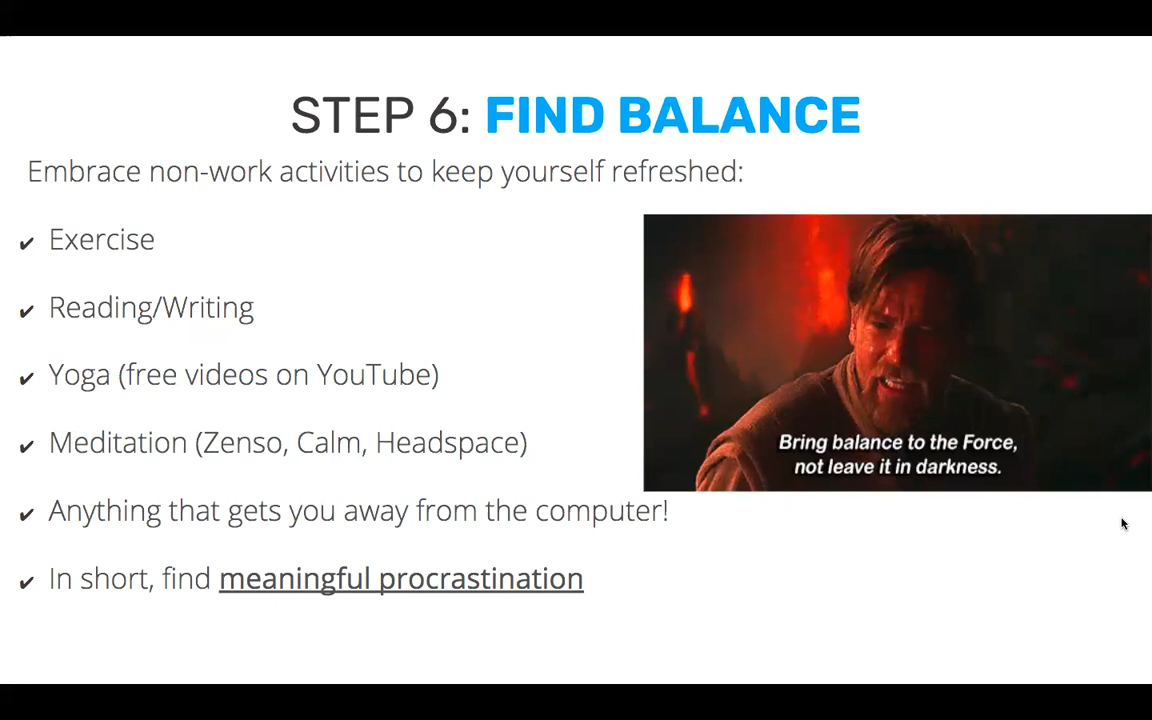 STEP 6: FIND BALANCE
Embrace non-work activities to keep yourself refreshed:
✔ Exercise
✔ Reading/Writing
✔ Yoga (free videos on YouTube)
✔ Meditation (Zenso, Calm, Headspace)
Bring balance to the Force,
not leave it in darkness.
✔ Anything that gets you away from the computer!
✔ In short, find meaningful procrastination